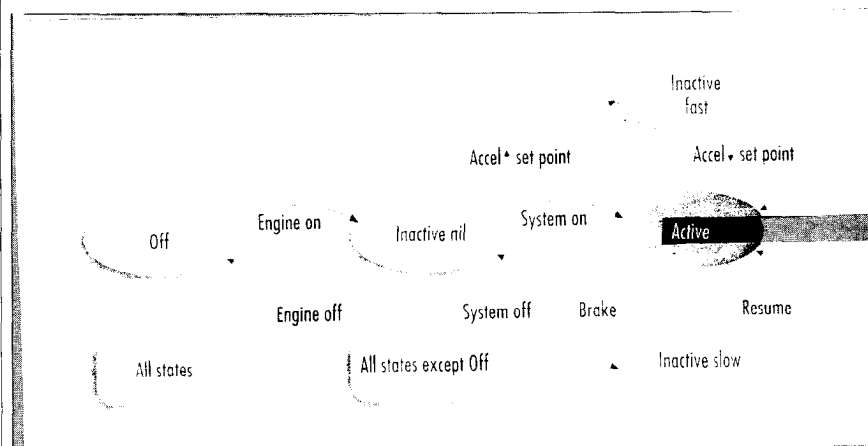 Inactive
fast
Accel ▲ set point
Accel ▼ set point
Off
Engine on
Inactive nil
System on
Active
Engine off
System off
Brake
Resume
All states
All states except Off
Inactive slow